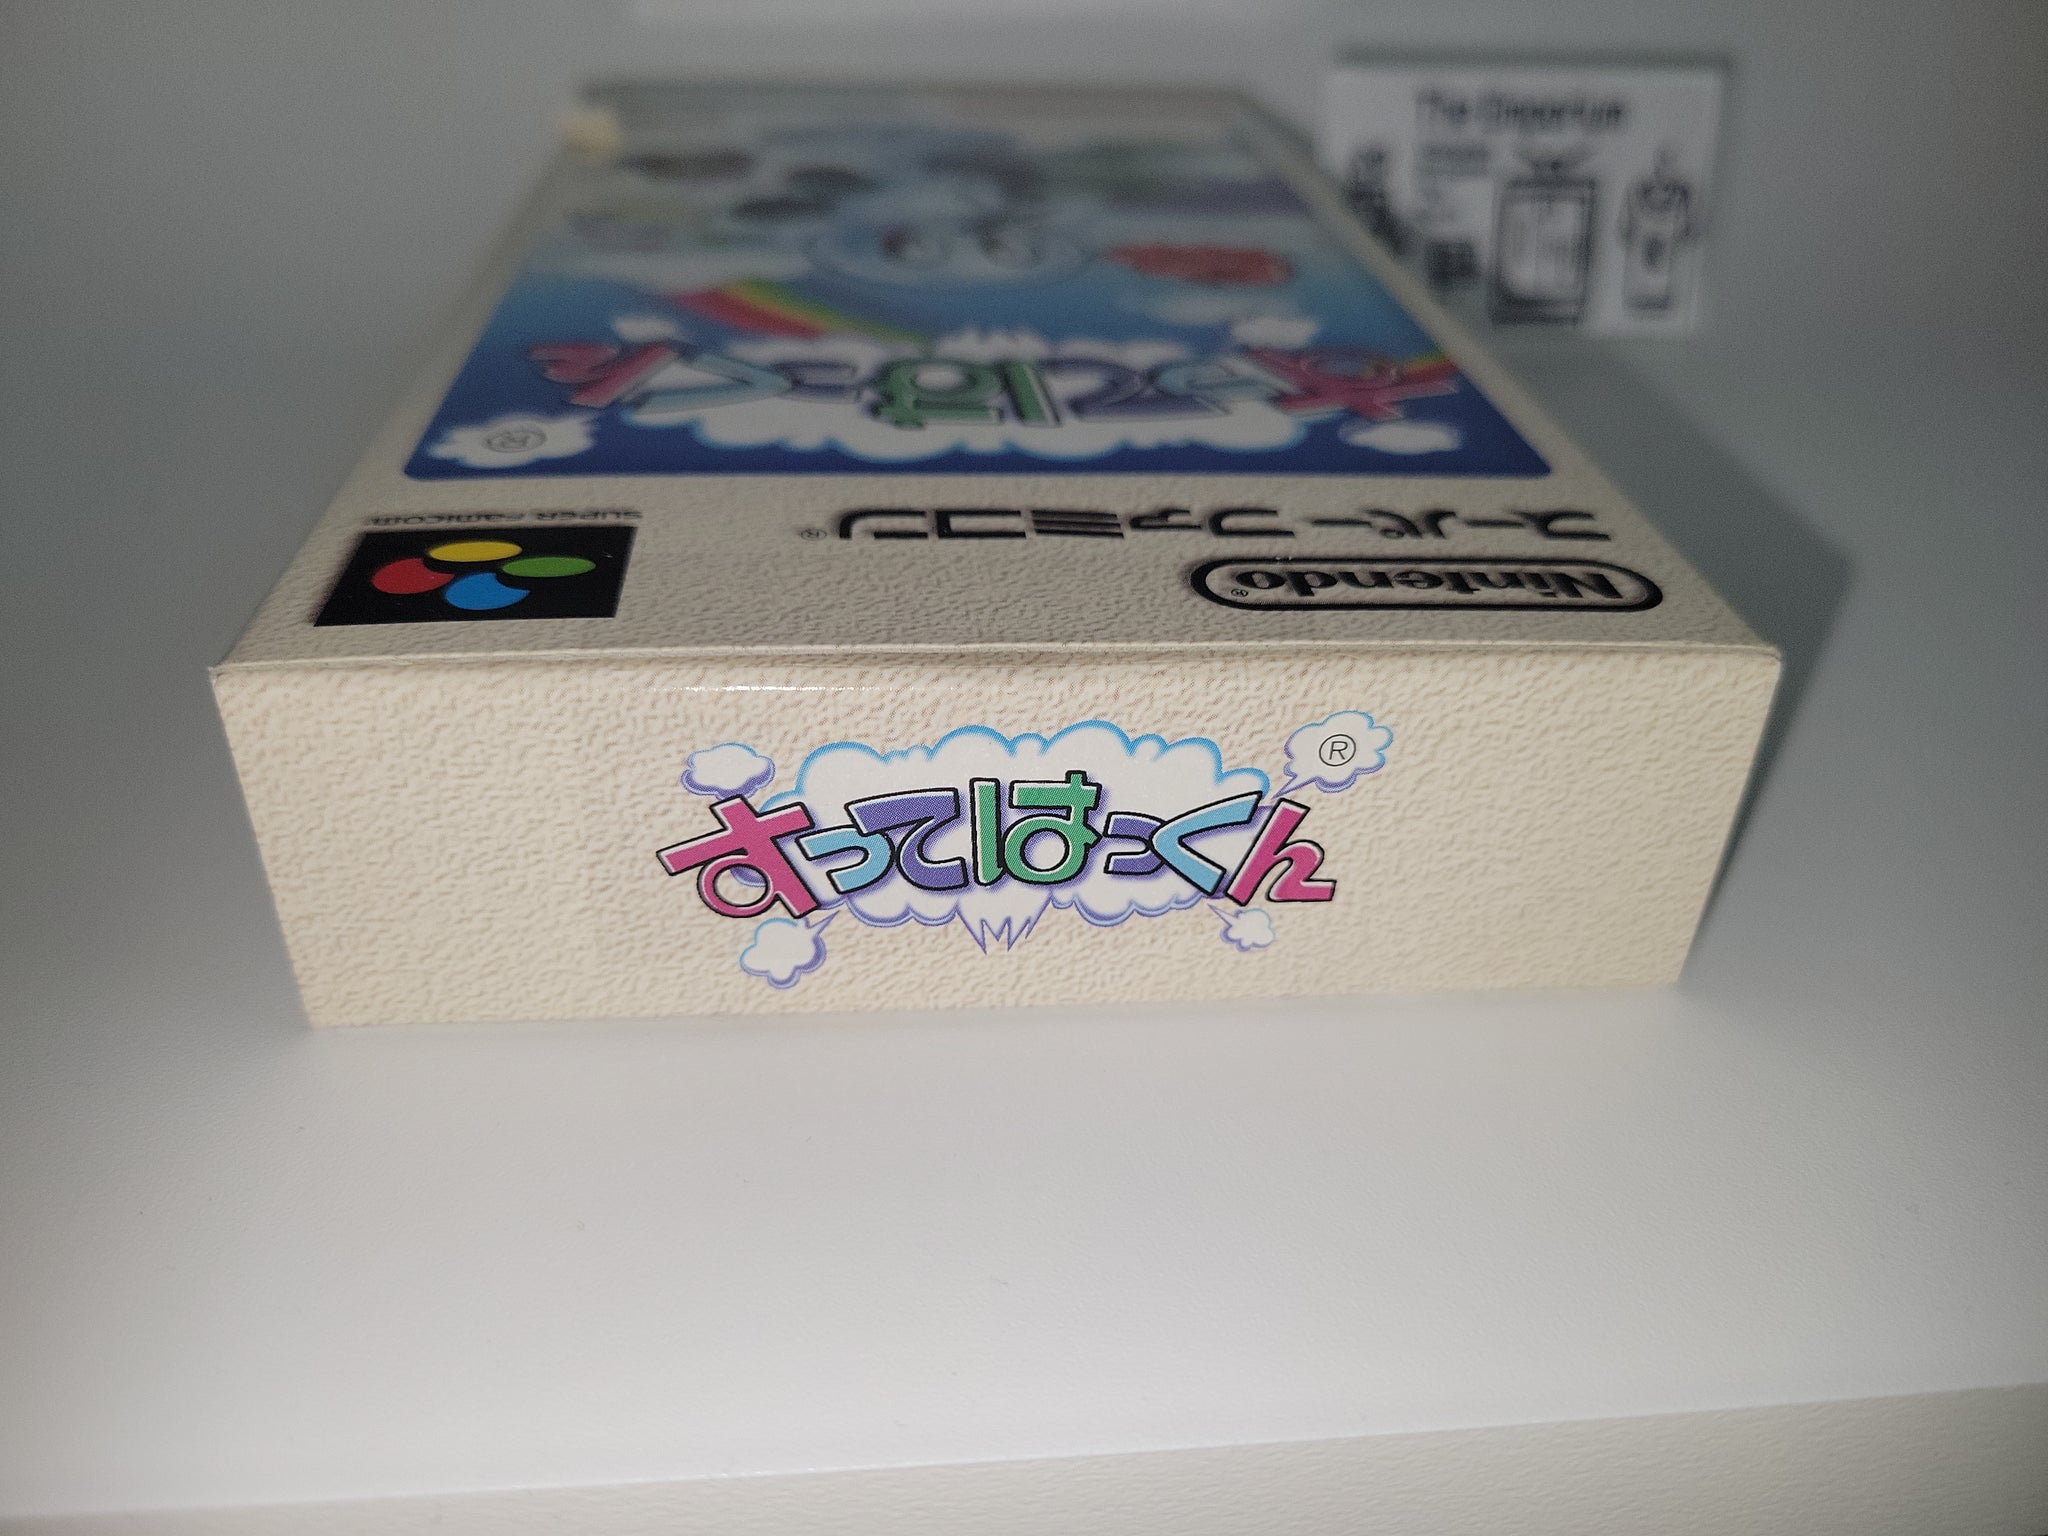 The Emporium
すってはっくん
®
SUPER FAMICOM
スーパーファミコン®
Nintendo®
すってはっくん®